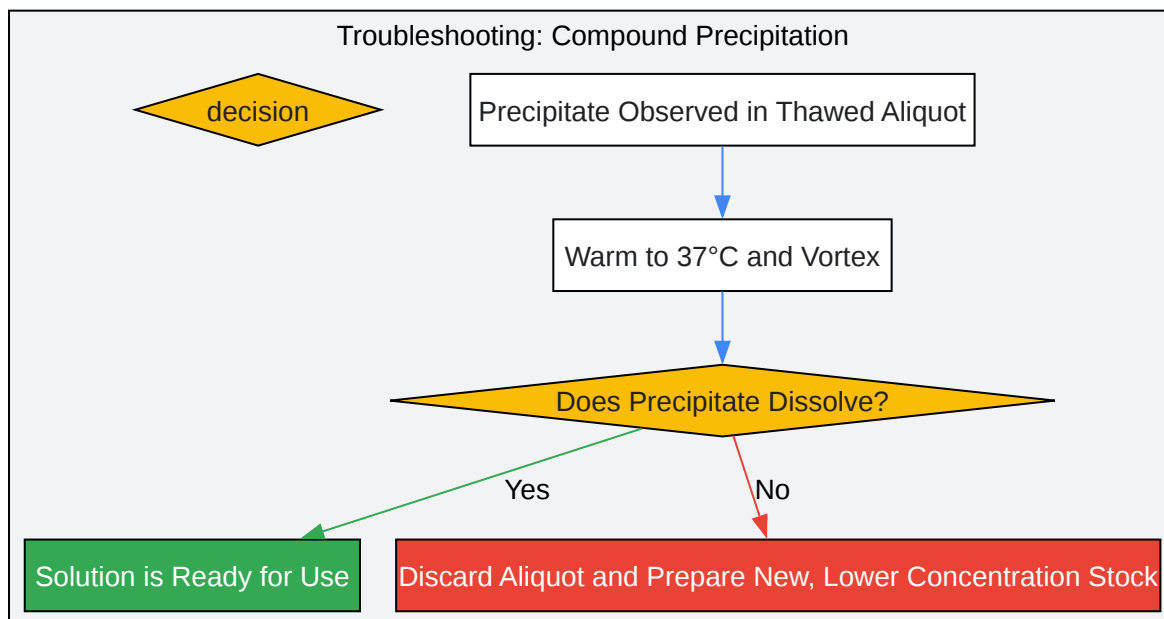 Troubleshooting: Compound Precipitation
decision
Precipitate Observed in Thawed Aliquot
Warm to 37°C and Vortex
Does Precipitate Dissolve?
Yes
No
Solution is Ready for Use
Discard Aliquot and Prepare New, Lower Concentration Stock